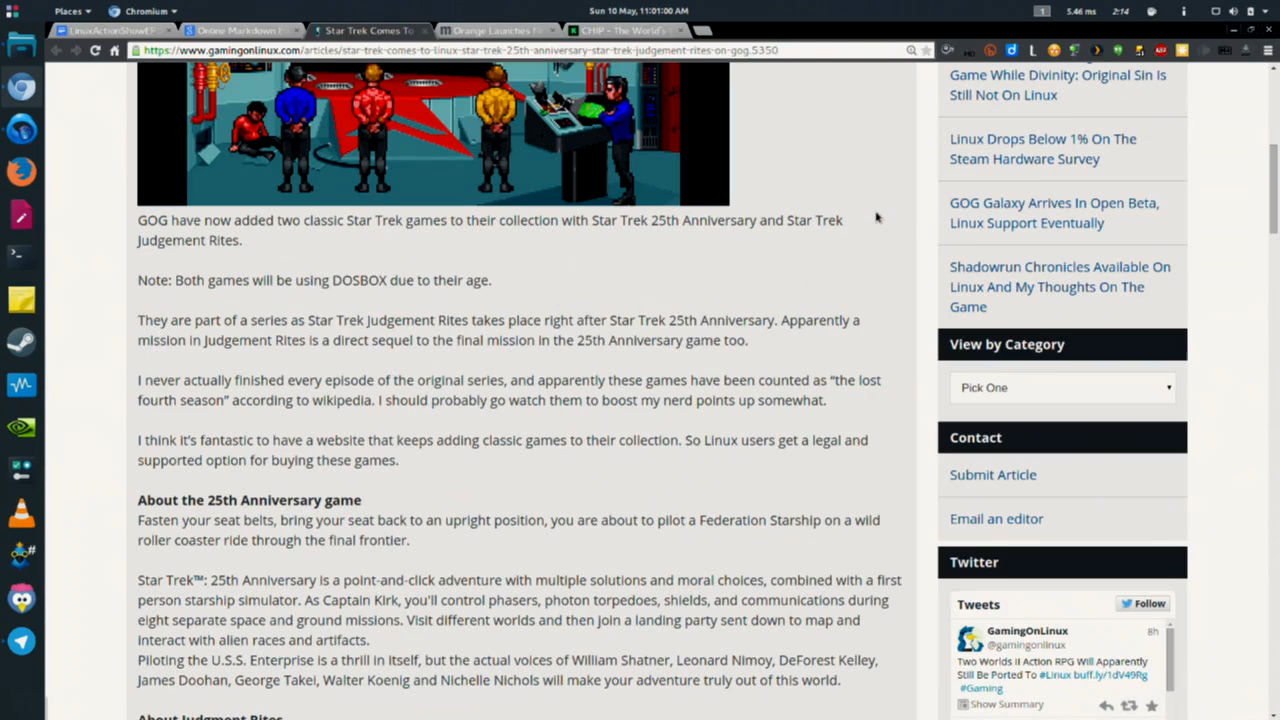 Places
Chromium
Sun 10 May, 11:01:00 AM
1
5.46 ms
2:14
LinuxActionShowEP
Online Markdown E
Star Trek Comes To
Orange Launches N
CHIP - The World's
https://www.gamingonlinux.com/articles/star-trek-comes-to-linux-star-trek-25th-anniversary-star-trek-judgement-rites-on-gog.5350
GOG have now added two classic Star Trek games to their collection with Star Trek 25th Anniversary and Star Trek
Judgement Rites.
Note: Both games will be using DOSBOX due to their age.
They are part of a series as Star Trek Judgement Rites takes place right after Star Trek 25th Anniversary. Apparently a
mission in Judgement Rites is a direct sequel to the final mission in the 25th Anniversary game too.
I never actually finished every episode of the original series, and apparently these games have been counted as “the lost
fourth season” according to wikipedia. I should probably go watch them to boost my nerd points up somewhat.
I think it's fantastic to have a website that keeps adding classic games to their collection. So Linux users get a legal and
supported option for buying these games.
About the 25th Anniversary game
Fasten your seat belts, bring your seat back to an upright position, you are about to pilot a Federation Starship on a wild
roller coaster ride through the final frontier.
Star Trek™: 25th Anniversary is a point-and-click adventure with multiple solutions and moral choices, combined with a first
person starship simulator. As Captain Kirk, you'll control phasers, photon torpedoes, shields, and communications during
eight separate space and ground missions. Visit different worlds and then join a landing party sent down to map and
interact with alien races and artifacts.
Piloting the U.S.S. Enterprise is a thrill in itself, but the actual voices of William Shatner, Leonard Nimoy, DeForest Kelley,
James Doohan, George Takei, Walter Koenig and Nichelle Nichols will make your adventure truly out of this world.
About Judgment Rites
Game While Divinity: Original Sin Is
Still Not On Linux
Linux Drops Below 1% On The
Steam Hardware Survey
GOG Galaxy Arrives In Open Beta,
Linux Support Eventually
Shadowrun Chronicles Available On
Linux And My Thoughts On The
Game
View by Category
Pick One
Contact
Submit Article
Email an editor
Twitter
Tweets
Follow
GamingOnLinux
8h
@gamingonlinux
Two Worlds II Action RPG Will Apparently
Still Be Ported To #Linux buff.ly/1dV49Rg
#Gaming
Show Summary